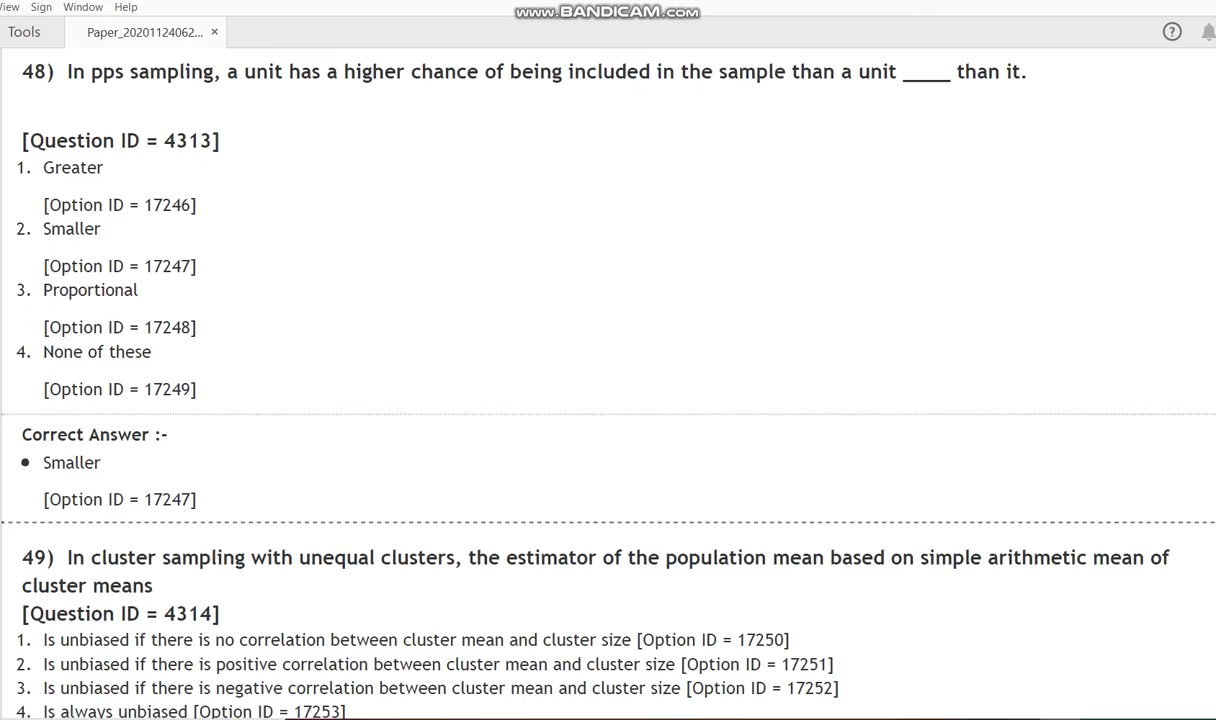 View Sign Window Help
www.BANDICAM.com
Tools Paper_20201124062... × ?
48) In pps sampling, a unit has a higher chance of being included in the sample than a unit ____ than it.
[Question ID = 4313]
1. Greater
[Option ID = 17246]
2. Smaller
[Option ID = 17247]
3. Proportional
[Option ID = 17248]
4. None of these
[Option ID = 17249]
Correct Answer :-
• Smaller
[Option ID = 17247]
49) In cluster sampling with unequal clusters, the estimator of the population mean based on simple arithmetic mean of
cluster means
[Question ID = 4314]
1. Is unbiased if there is no correlation between cluster mean and cluster size [Option ID = 17250]
2. Is unbiased if there is positive correlation between cluster mean and cluster size [Option ID = 17251]
3. Is unbiased if there is negative correlation between cluster mean and cluster size [Option ID = 17252]
4. Is always unbiased [Option ID = 17253]